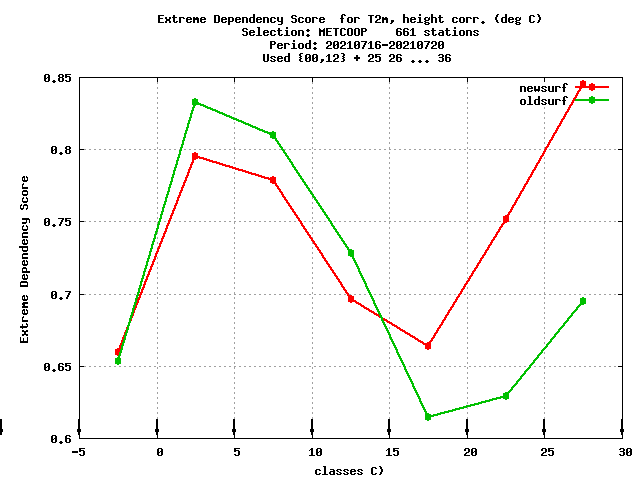 Extreme Dependency Score  for T2m, height corr. (deg C)
Selection: METCOOP    661 stations
Period: 20210716-20210720
Used {00,12} + 25 26 ... 36
0.85
newsurf
oldsurf
0.8
0.75
Extreme Dependency Score
0.7
0.65
0.6
-5 0 5 10 15 20 25 30
classes C)